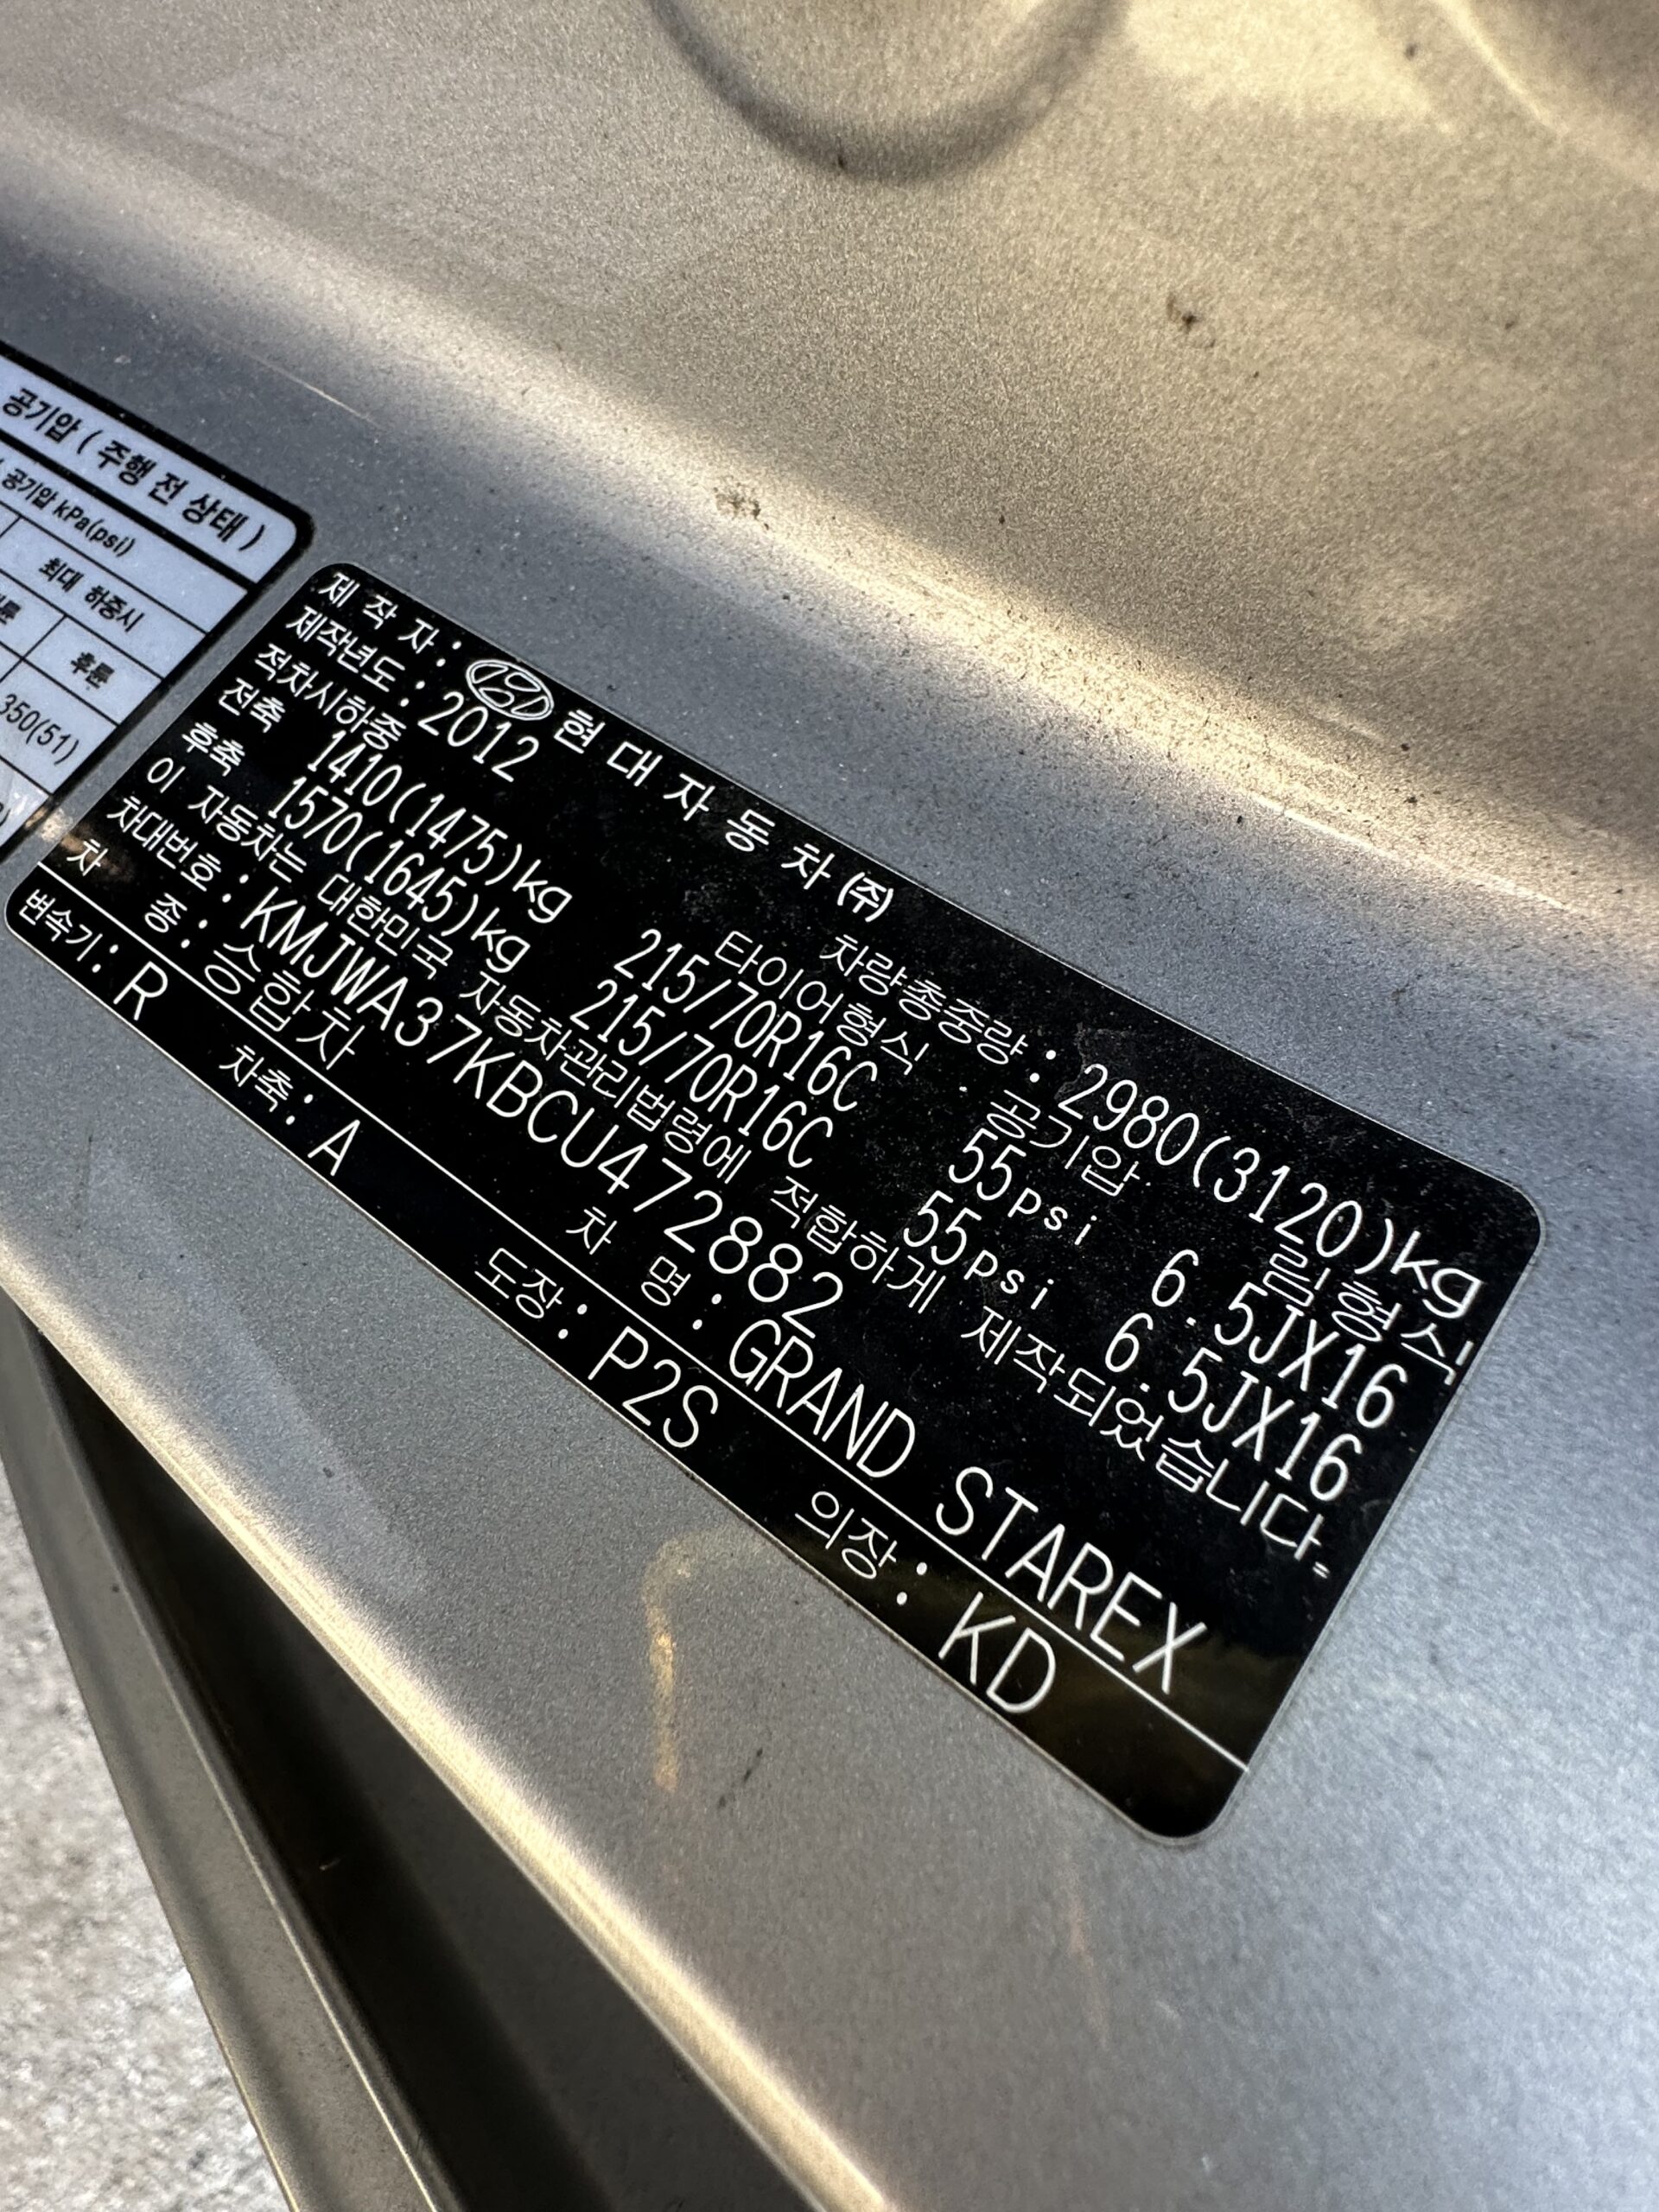 공기압 ( 주행 전 상태 )
공기압 kPa(psi)
최대 하중시
륜 후륜
350(51)
제 작 자 : 현 대 자 동 차 ㈜
제작년도 : 2012 차량총중량 : 2980(3120)kg
적차시하중 타이어형식 공기압 림형식
전축 1410(1475)kg 215/70R16C 55psi 6.5JX16
후축 1570(1645)kg 215/70R16C 55psi 6.5JX16
이 자동차는 대한민국 자동차관리법령에 적합하게 제작되었습니다.
차대번호 : KMJWA37KBCU472882
차 종 : 승합차 차 명 : GRAND STAREX
변속기: R 차축: A 도장: P2S 의장: KD